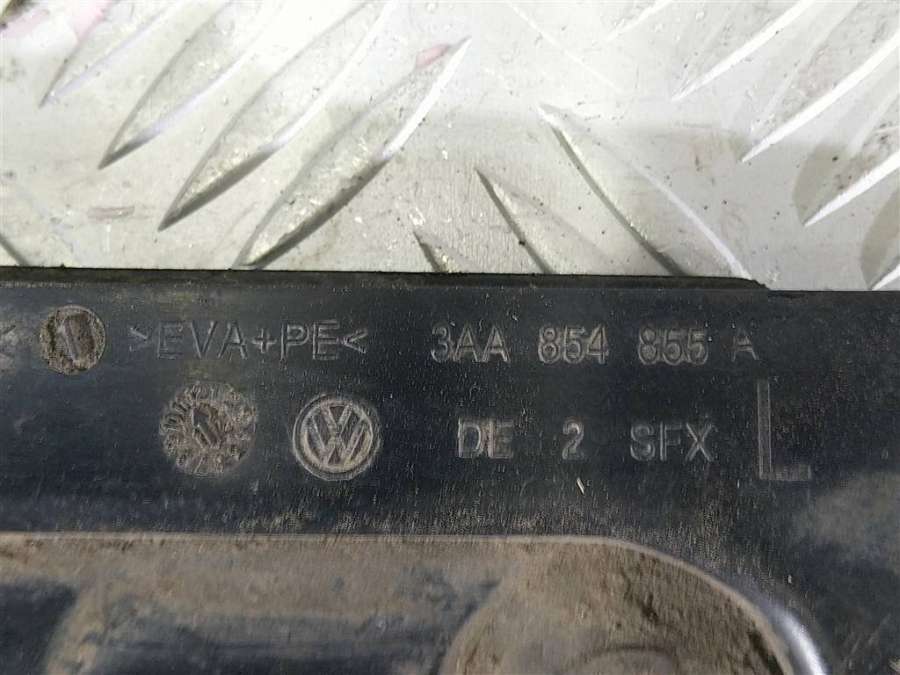 >EVA+PE< 3AA 854 855 A
DE 2 SFX L